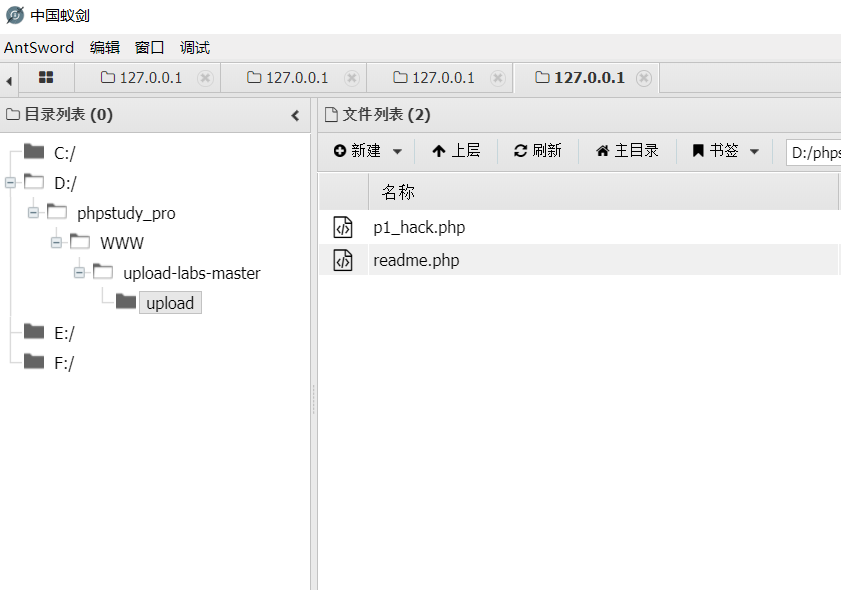 中国蚁剑
AntSword 编辑 窗口 调试
127.0.0.1 127.0.0.1 127.0.0.1 127.0.0.1
目录列表 (0)
C:/
D:/
phpstudy_pro
WWW
upload-labs-master
upload
E:/
F:/
文件列表 (2)
新建 上层 刷新 主目录 书签 D:/phps
名称
p1_hack.php
readme.php